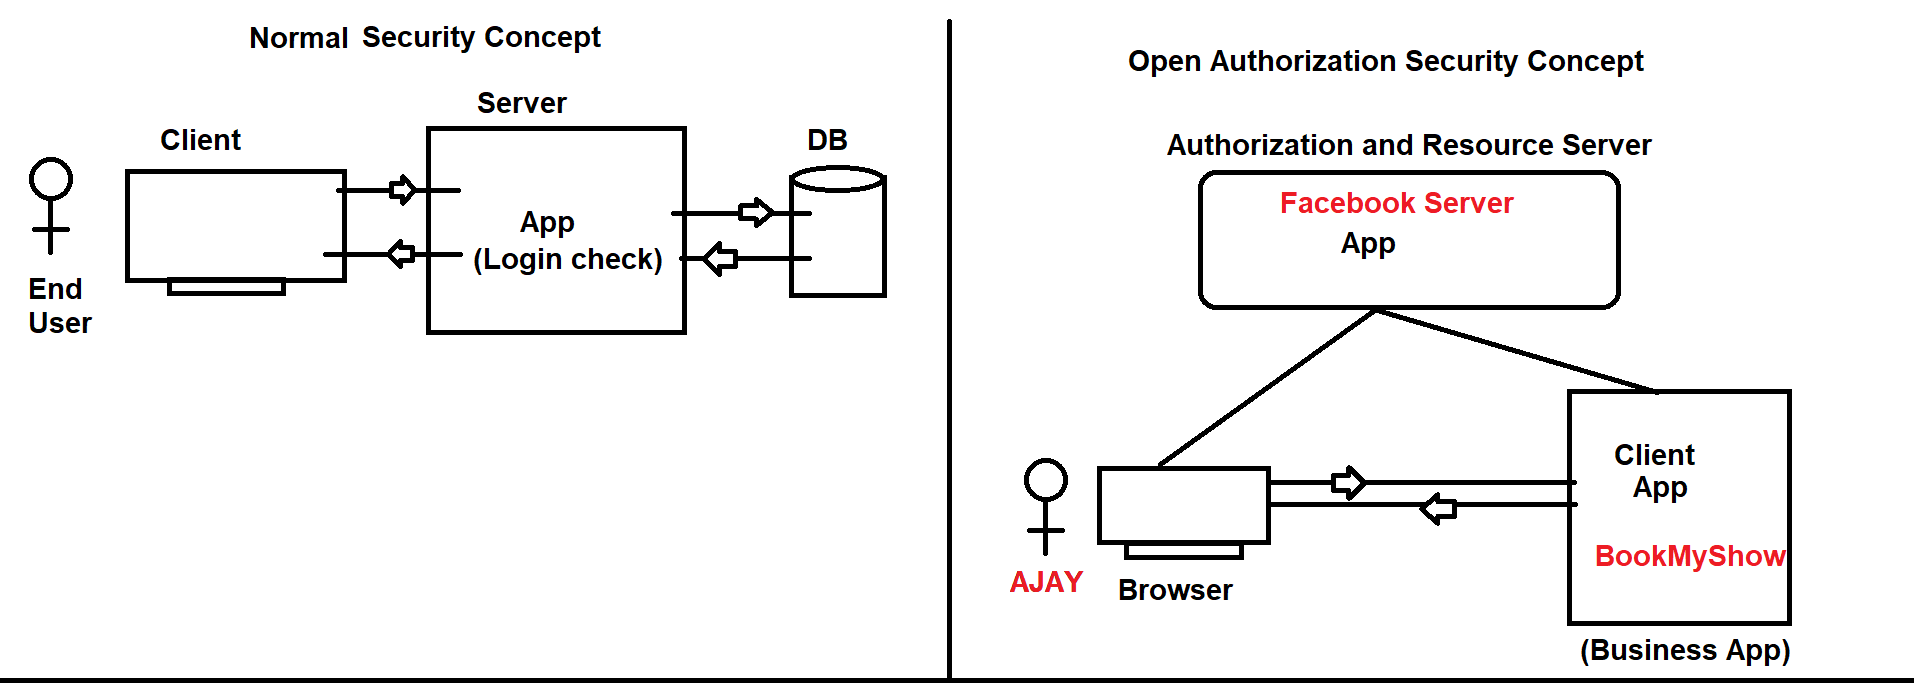 Normal Security Concept
Server
Client
DB
App
(Login check)
End
User
Open Authorization Security Concept
Authorization and Resource Server
Facebook Server
App
Client
App
BookMyShow
AJAY
Browser
(Business App)